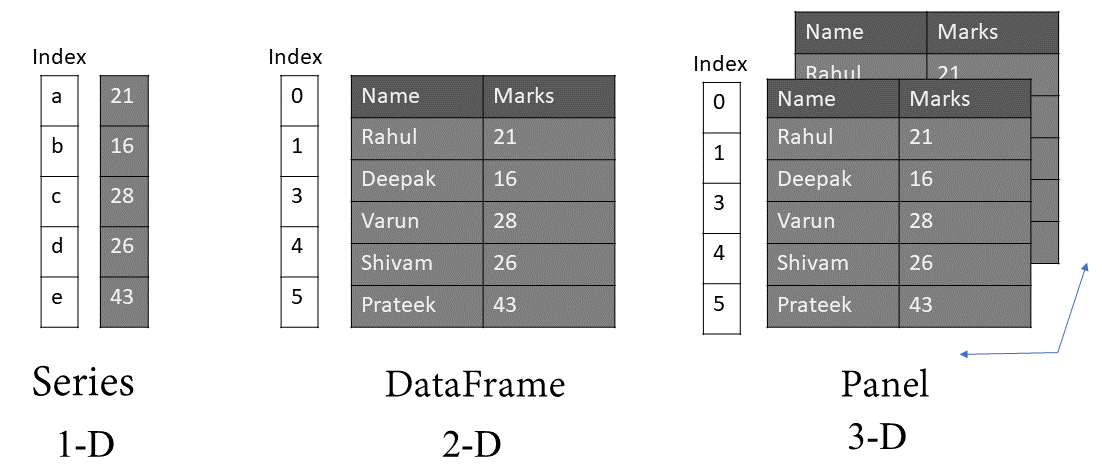 Index
a 21
b 16
c 28
d 26
e 43
Series
1-D
Index
0
1
3
4
5
Name Marks
Rahul 21
Deepak 16
Varun 28
Shivam 26
Prateek 43
DataFrame
2-D
Name Marks
Rahul 21
Index
0
1
3
4
5
Name Marks
Rahul 21
Deepak 16
Varun 28
Shivam 26
Prateek 43
Panel
3-D